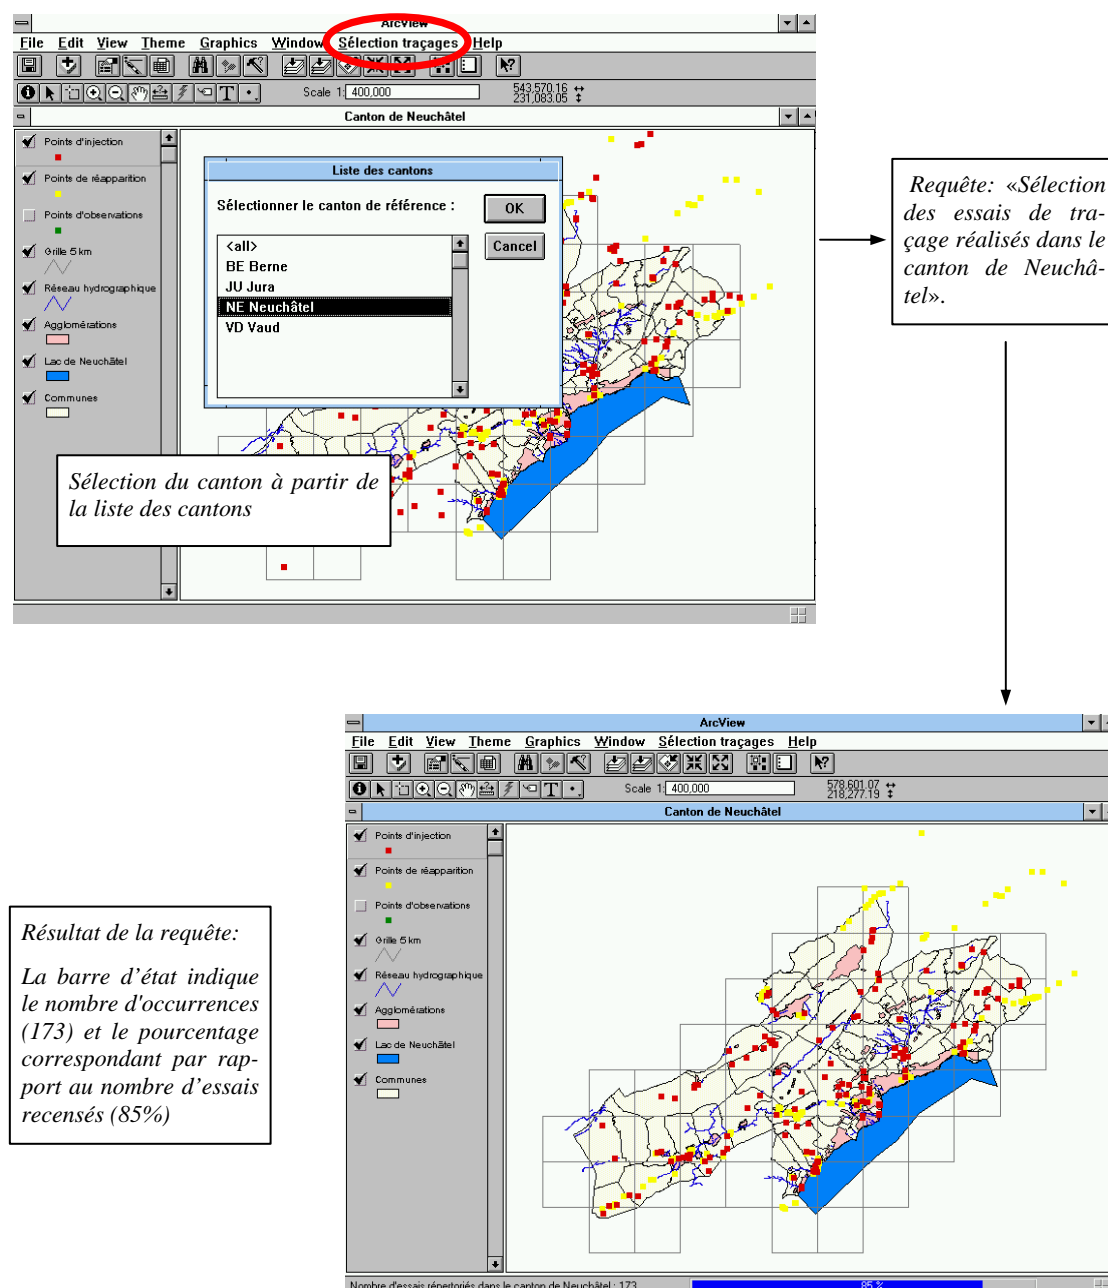 ArcView
File Edit View Theme Graphics Window Sélection traçages Help
Scale 1: 400,000
543,570.16
231,083.05
Canton de Neuchâtel
Points d'injection
Points de réapparition
Points d'observations
Grille 5 km
Réseau hydrographique
Agglomérations
Lac de Neuchâtel
Communes
Liste des cantons
Sélectionner le canton de référence :
OK
Cancel
<all>
BE Berne
JU Jura
NE Neuchâtel
VD Vaud
Sélection du canton à partir de
la liste des cantons
Requête: «Sélection
des essais de tra-
çage réalisés dans le
canton de Neuchâ-
tel».
ArcView
File Edit View Theme Graphics Window Sélection traçages Help
Scale 1: 400,000
578,601.07
218,277.19
Canton de Neuchâtel
Points d'injection
Points de réapparition
Points d'observations
Grille 5 km
Réseau hydrographique
Agglomérations
Lac de Neuchâtel
Communes
Nombre d'essais répertoriés dans le canton de Neuchâtel : 173
85 %
Résultat de la requête:
La barre d’état indique
le nombre d'occurrences
(173) et le pourcentage
correspondant par rap-
port au nombre d’essais
recensés (85%)